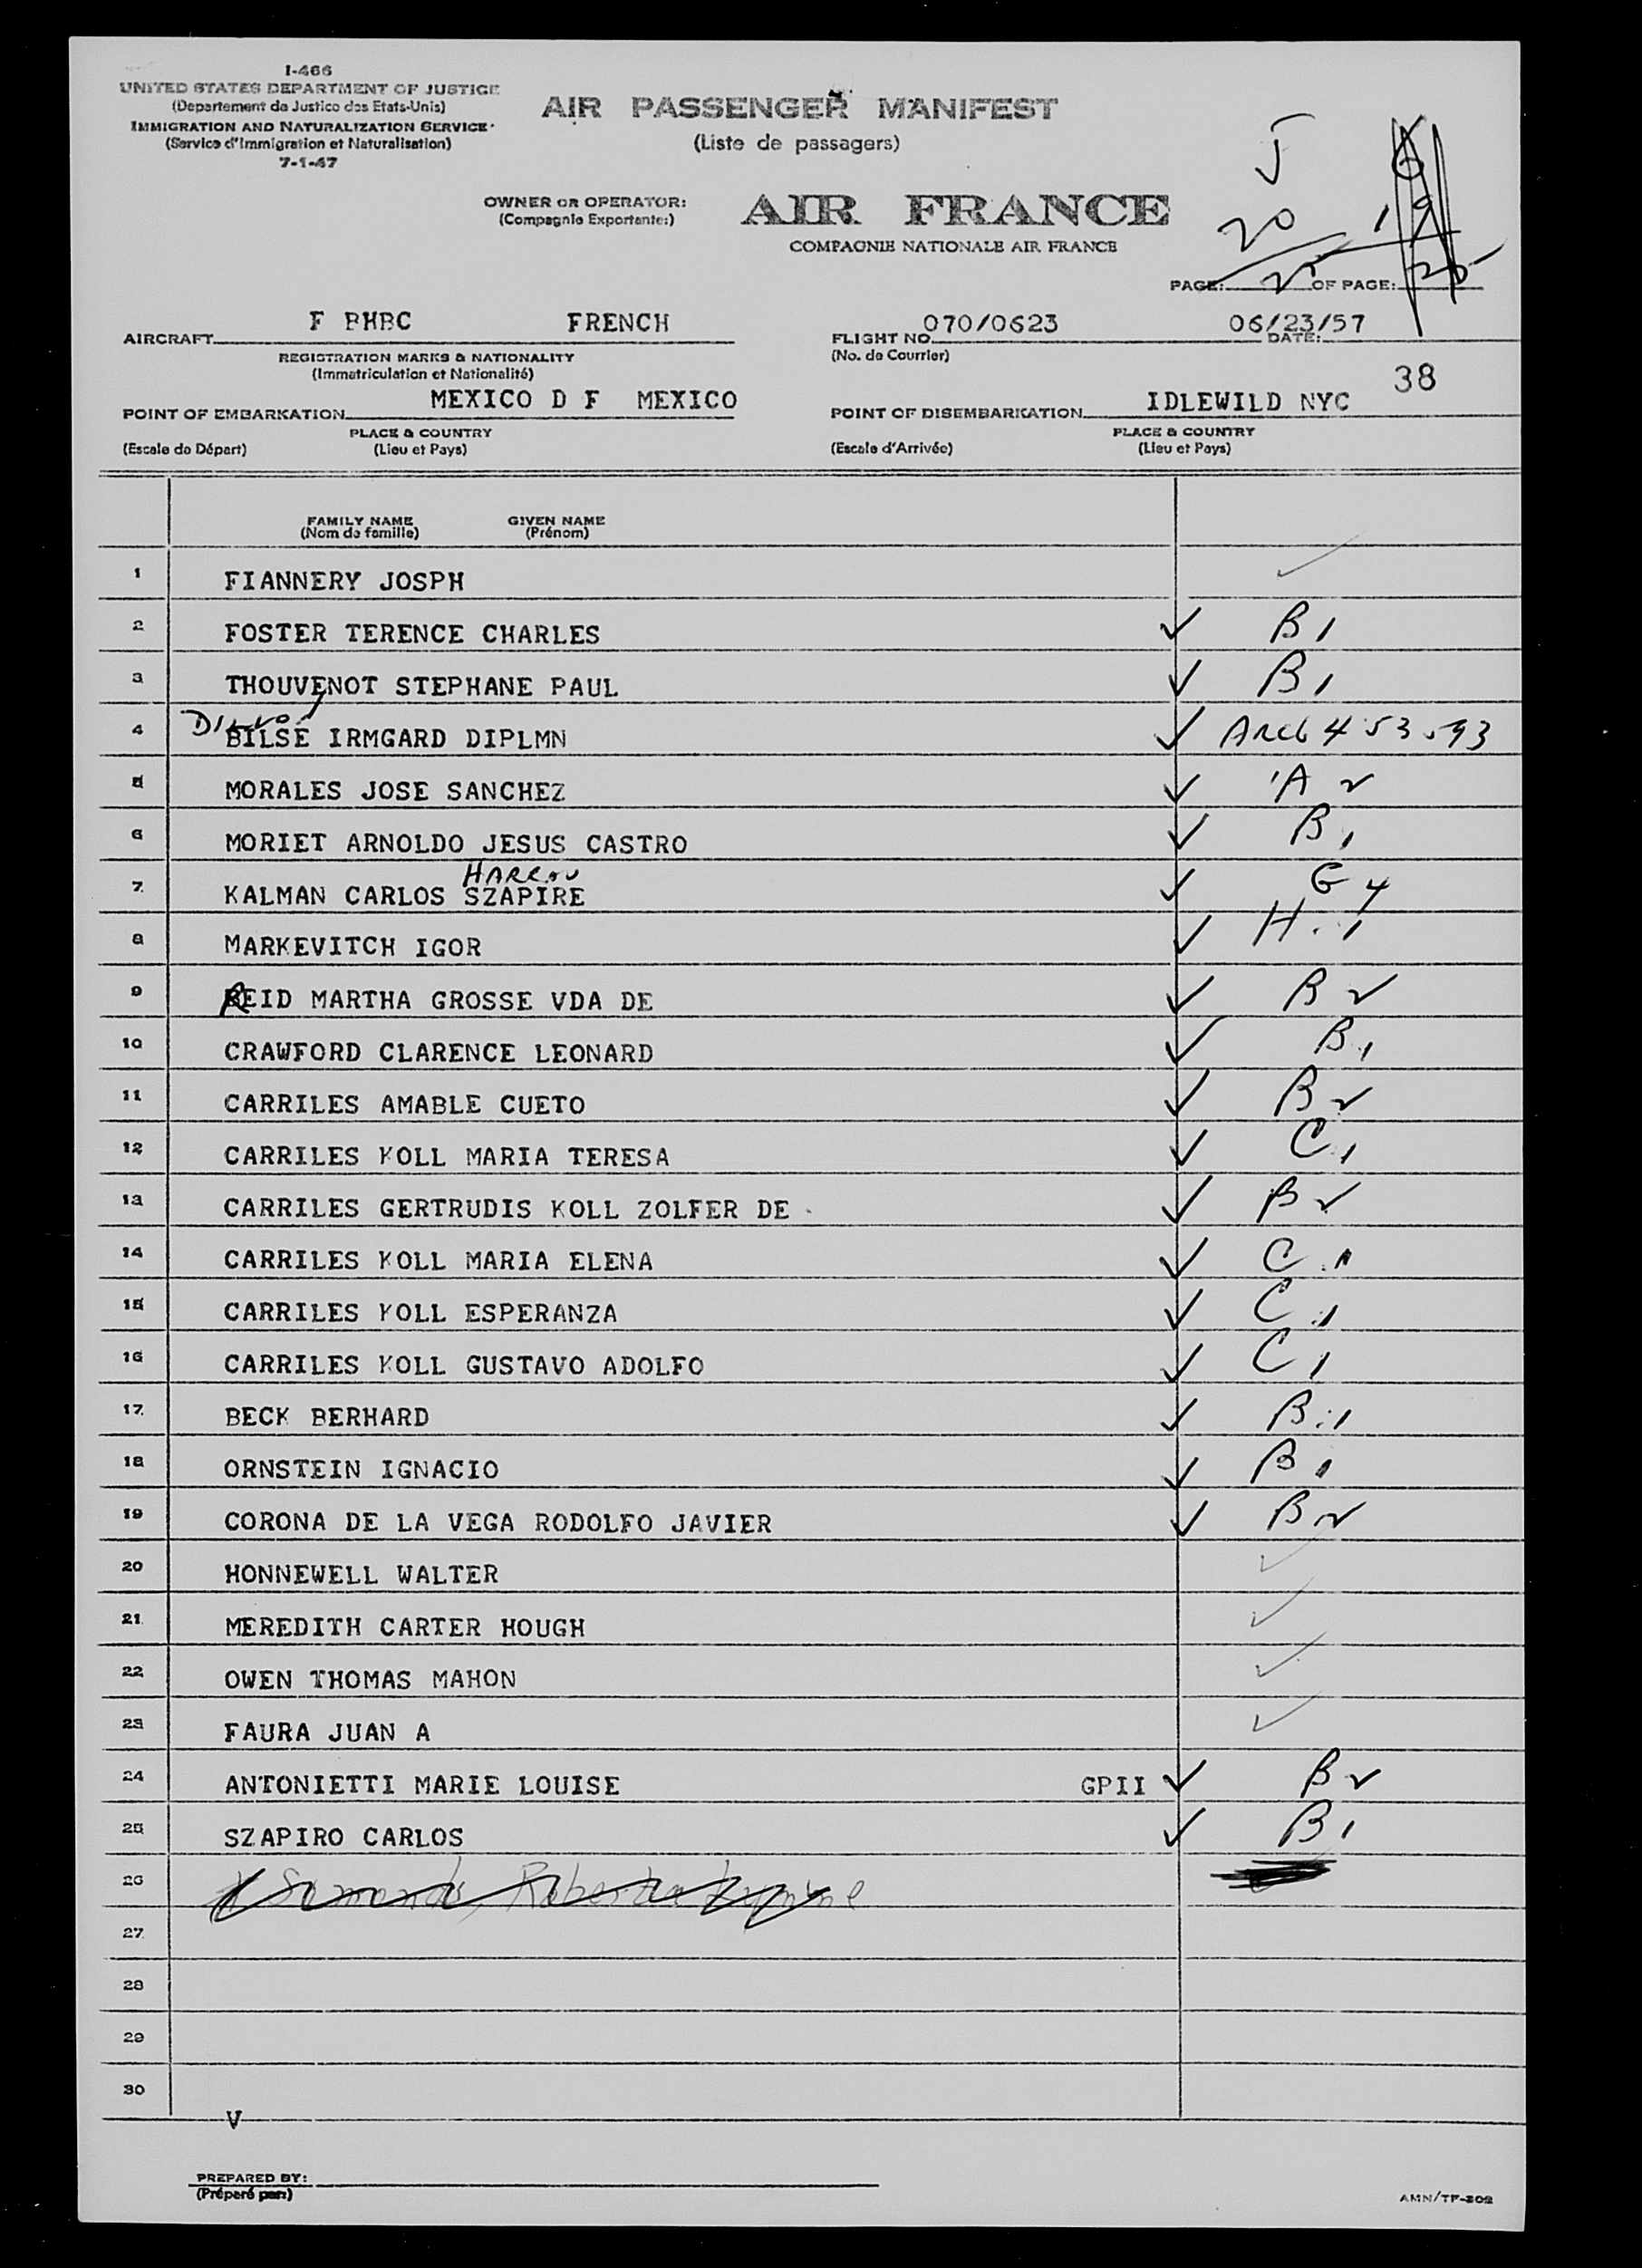 I-466
UNITED STATES DEPARTMENT OF JUSTICE
(Departement de Justice des Etats-Unis)
IMMIGRATION AND NATURALIZATION SERVICE
(Service d'Immigration et Naturalisation)
7-1-47
AIR PASSENGER MANIFEST
(Liste de passagers)
OWNER OR OPERATOR:
(Compagnie Exportante:)
AIR FRANCE
COMPAGNIE NATIONALE AIR FRANCE
J
20
PAGE: OF PAGE:
AIRCRAFT F BHBC FRENCH
REGISTRATION MARKS & NATIONALITY
(Immatriculation et Nationalité)
FLIGHT NO. 070/0623 06/23/57 DATE:
(No. de Courrier)
38
POINT OF EMBARKATION MEXICO D F MEXICO
PLACE & COUNTRY
(Escale de Départ) (Lieu et Pays)
POINT OF DISEMBARKATION IDLEWILD NYC
PLACE & COUNTRY
(Escale d'Arrivée) (Lieu et Pays)
FAMILY NAME GIVEN NAME
(Nom de famille) (Prénom)
1 FIANNERY JOSPH ✓
2 FOSTER TERENCE CHARLES ✓ B1
3 THOUVENOT STEPHANE PAUL ✓ B1
4 BILSE IRMGARD DIPLMN ✓
5 MORALES JOSE SANCHEZ ✓ A2
6 MORIET ARNOLDO JESUS CASTRO ✓ B1
7 KALMAN CARLOS SZAPIRE ✓ G4
8 MARKEVITCH IGOR ✓ H-1
9 REID MARTHA GROSSE VDA DE ✓ B2
10 CRAWFORD CLARENCE LEONARD ✓ B1
11 CARRILES AMABLE CUETO ✓ B2
12 CARRILES KOLL MARIA TERESA ✓ C1
13 CARRILES GERTRUDIS KOLL ZOLFER DE ✓ B2
14 CARRILES KOLL MARIA ELENA ✓ C1
15 CARRILES KOLL ESPERANZA ✓ C1
16 CARRILES KOLL GUSTAVO ADOLFO ✓ C1
17 BECK BERHARD ✓ B1
18 ORNSTEIN IGNACIO ✓ B1
19 CORONA DE LA VEGA RODOLFO JAVIER ✓ B2
20 HONNEWELL WALTER ✓
21 MEREDITH CARTER HOUGH ✓
22 OWEN THOMAS MAHON ✓
23 FAURA JUAN A ✓
24 ANTONIETTI MARIE LOUISE GPII ✓ B2
25 SZAPIRO CARLOS ✓ B1
26
27
28
29
30
V
PREPARED BY:
(Préparé par:)
AMN/TF-302